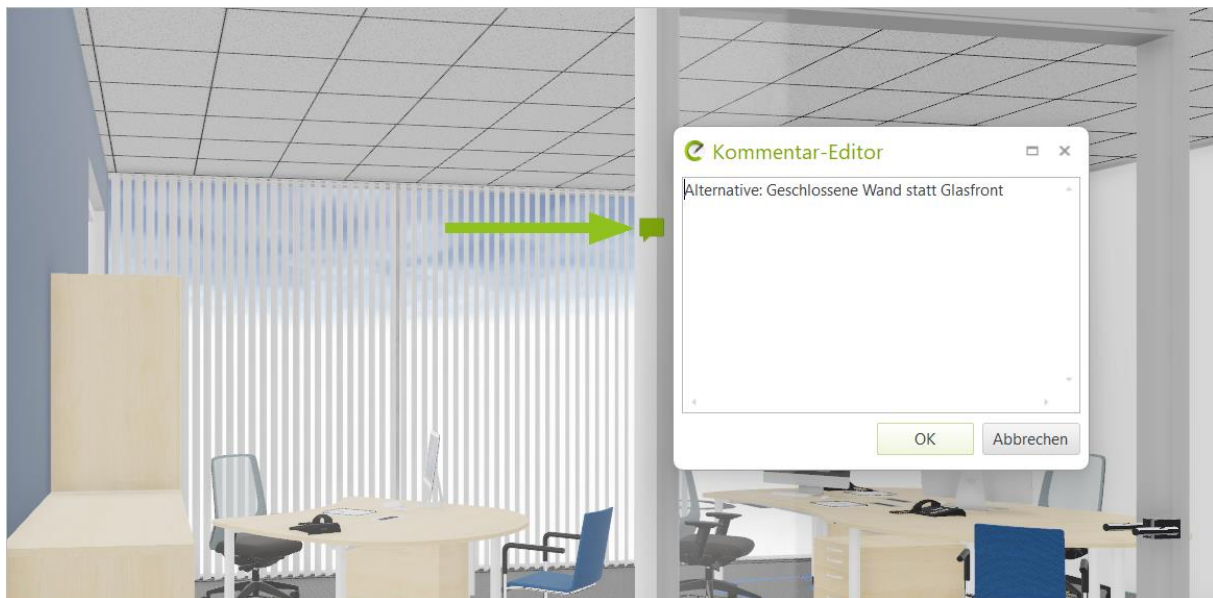 Kommentar-Editor
Alternative: Geschlossene Wand statt Glasfront
OK
Abbrechen